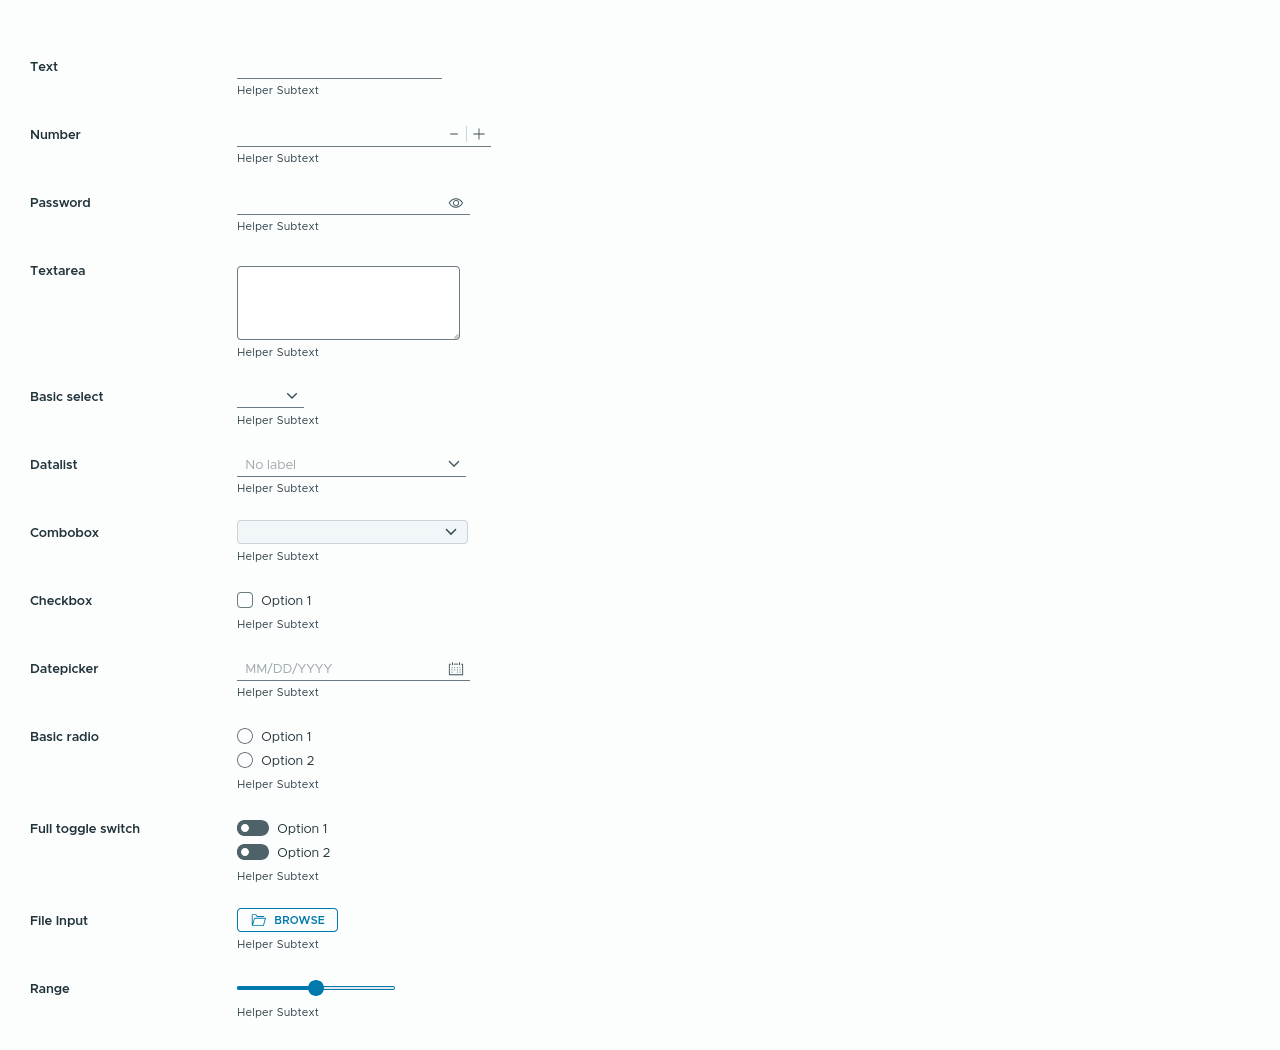 Text
Helper Subtext
Number
Helper Subtext
Password
Helper Subtext
Textarea
Helper Subtext
Basic select
Helper Subtext
Datalist
No label
Helper Subtext
Combobox
Helper Subtext
Checkbox
Option 1
Helper Subtext
Datepicker
MM/DD/YYYY
Helper Subtext
Basic radio
Option 1
Option 2
Helper Subtext
Full toggle switch
Option 1
Option 2
Helper Subtext
File Input
BROWSE
Helper Subtext
Range
Helper Subtext